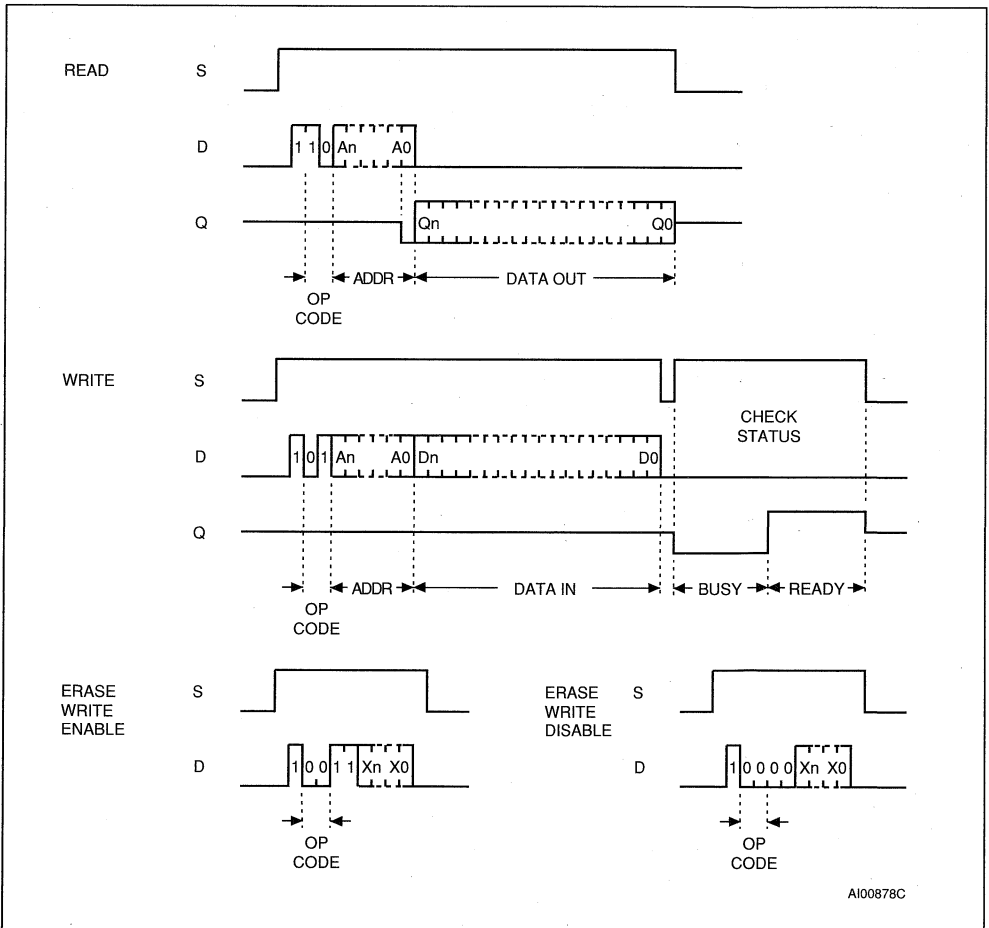 READ S
D 1 1 0 An A0
Q Qn Q0
ADDR DATA OUT
OP
CODE
WRITE S
CHECK
STATUS
D 1 0 1 An A0 Dn D0
Q
ADDR DATA IN BUSY READY
OP
CODE
ERASE
WRITE
ENABLE
S
D 1 0 0 1 1 Xn X0
OP
CODE
ERASE
WRITE
DISABLE
S
D 1 0 0 0 0 Xn X0
OP
CODE
AI00878C